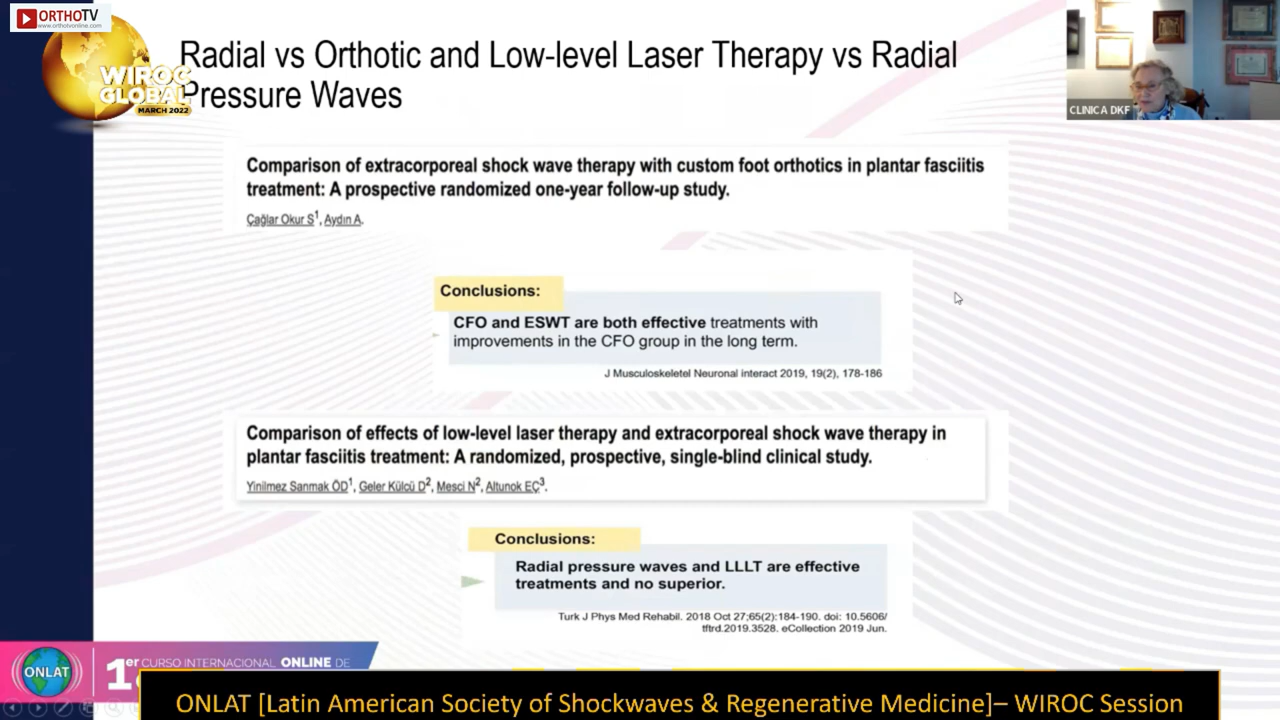 ORTHOTV
www.orthotvonline.com
WIROC
GLOBAL
MARCH 2022
Radial vs Orthotic and Low-level Laser Therapy vs Radial
Pressure Waves
CLINICA DKF
Comparison of extracorporeal shock wave therapy with custom foot orthotics in plantar fasciitis
treatment: A prospective randomized one-year follow-up study.
Çağlar Okur S1, Aydın A.
Conclusions:
CFO and ESWT are both effective treatments with
improvements in the CFO group in the long term.
J Musculoskeletel Neuronal interact 2019, 19(2), 178-186
Comparison of effects of low-level laser therapy and extracorporeal shock wave therapy in
plantar fasciitis treatment: A randomized, prospective, single-blind clinical study.
Yinilmez Sanmak ÖD1, Geler Külcü D2, Mesci N2, Altunok EÇ3.
Conclusions:
Radial pressure waves and LLLT are effective
treatments and no superior.
Turk J Phys Med Rehabil. 2018 Oct 27;65(2):184-190. doi: 10.5606/
tftrd.2019.3528. eCollection 2019 Jun.
ONLAT
1er CURSO INTERNACIONAL ONLINE DE
ONLAT [Latin American Society of Shockwaves & Regenerative Medicine]– WIROC Session